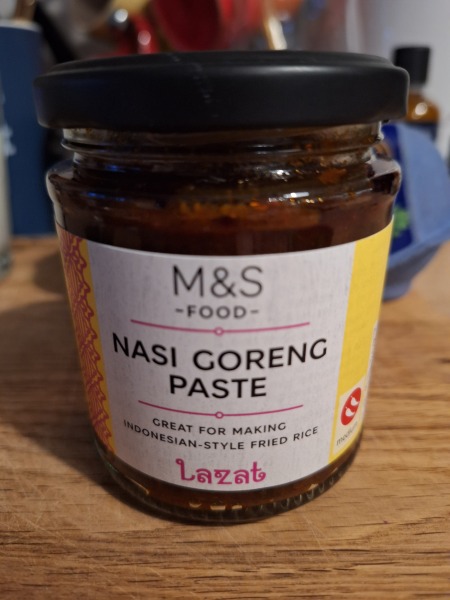 M&S
-FOOD-
NASI GORENG
PASTE
GREAT FOR MAKING
INDONESIAN-STYLE FRIED RICE
Lazat